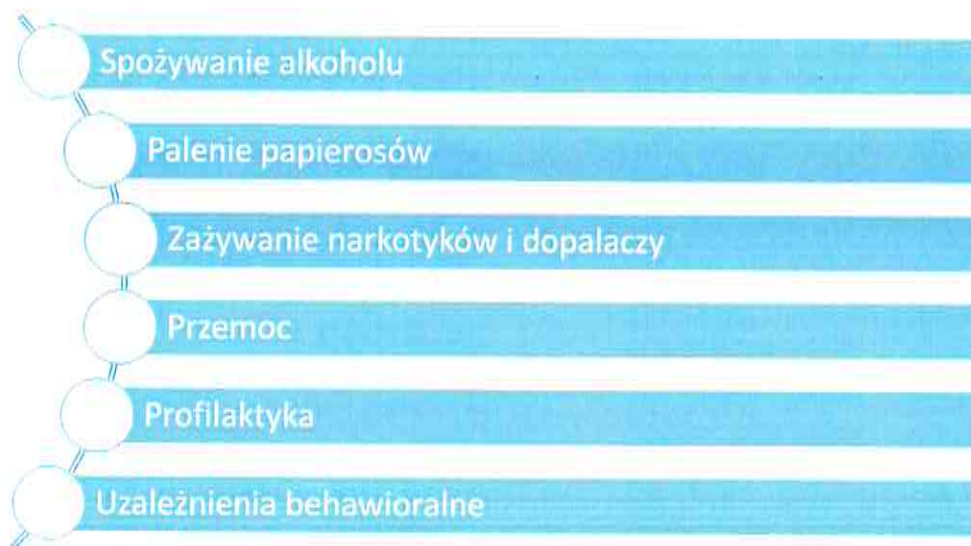 Spożywanie alkoholu
Palenie papierosów
Zażywanie narkotyków i dopalaczy
Przemoc
Profilaktyka
Uzależnienia behawioralne